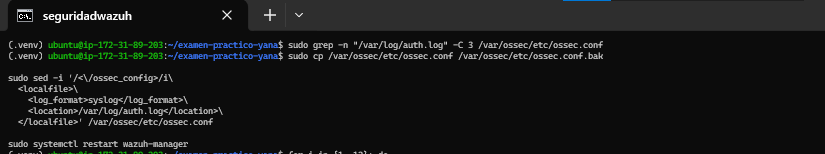 seguridadwazuh
(.venv) ubuntu@ip-172-31-89-203:~/examen-practico-yana$ sudo grep -n "/var/log/auth.log" -C 3 /var/ossec/etc/ossec.conf
(.venv) ubuntu@ip-172-31-89-203:~/examen-practico-yana$ sudo cp /var/ossec/etc/ossec.conf /var/ossec/etc/ossec.conf.bak
sudo sed -i '/<\/ossec_config>/i\
  <localfile>\
    <log_format>syslog</log_format>\
    <location>/var/log/auth.log</location>\
  </localfile>' /var/ossec/etc/ossec.conf
sudo systemctl restart wazuh-manager